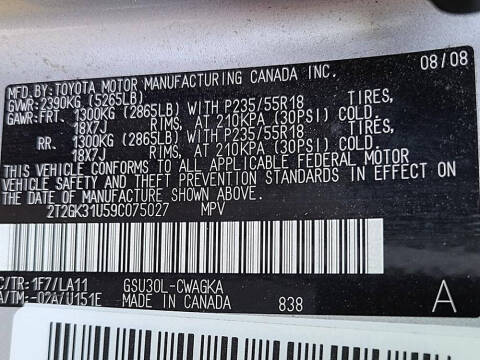 MFD.BY: TOYOTA MOTOR MANUFACTURING CANADA INC. 08/08
GVWR: 2390KG (5265LB)
GAWR: FRT. 1300KG (2865LB) WITH P235/55R18 TIRES,
18X7J RIMS, AT 210KPA (30PSI) COLD.
RR. 1300KG (2865LB) WITH P235/55R18 TIRES,
18X7J RIMS, AT 210KPA (30PSI) COLD.
THIS VEHICLE CONFORMS TO ALL APPLICABLE FEDERAL MOTOR
VEHICLE SAFETY AND THEFT PREVENTION STANDARDS IN EFFECT ON
THE DATE OF MANUFACTURE SHOWN ABOVE.
2T2GK31U59C075027 MPV
C/TR: 1F7/LA11 GSU30L-CWAGKA
A/TM: -02A/U151E MADE IN CANADA 838 A